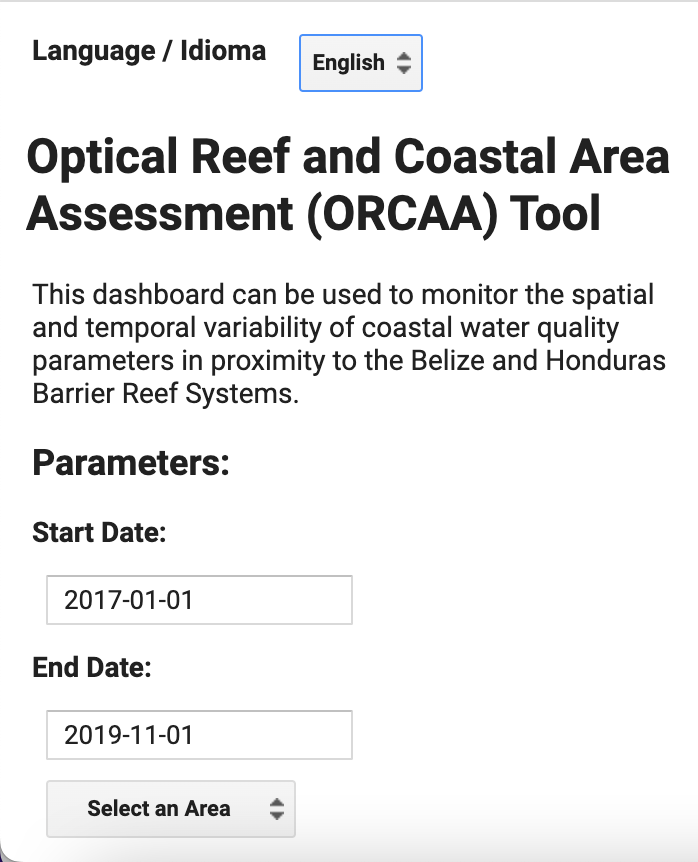 Language / Idioma
English
Optical Reef and Coastal Area
Assessment (ORCAA) Tool
This dashboard can be used to monitor the spatial
and temporal variability of coastal water quality
parameters in proximity to the Belize and Honduras
Barrier Reef Systems.
Parameters:
Start Date:
2017-01-01
End Date:
2019-11-01
Select an Area